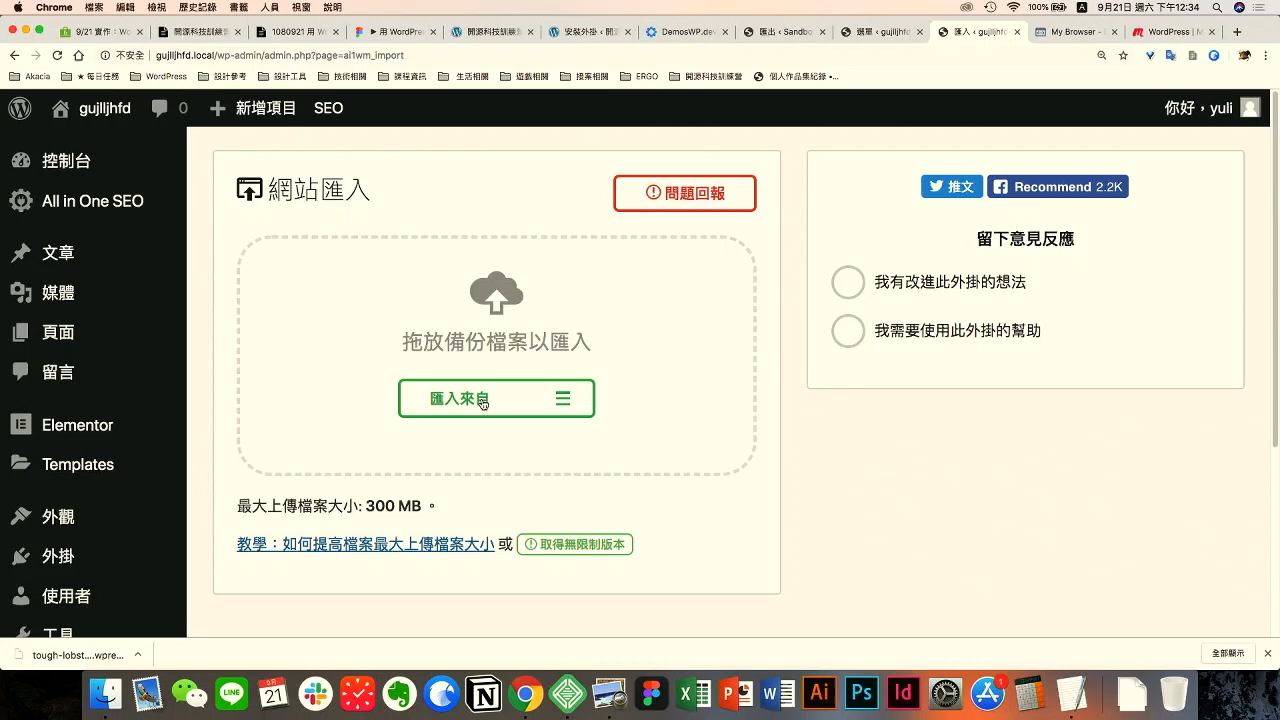 Chrome 檔案 編輯 檢視 歷史記錄 書籤 人員 視窗 說明 100% 9月21日 週六 下午12:34
9/21 實作：W
開源科技訓練
1080921 用 W
用 WordPre
開源科技訓練
安裝外掛 ‹ 開
DemosWP.dev
匯出 ‹ Sandbo
選單 ‹ gujlljhf
匯入 ‹ gujlljhf
My Browser -
WordPress | M
不安全 gujlljhfd.local/wp-admin/admin.php?page=ai1wm_import
Akacia ★ 每日任務 WordPress 設計參考 設計工具 技術相關 課程資訊 生活相關 遊戲相關 接案相關 ERGO 開源科技訓練營 個人作品集紀錄 •...
gujlljhfd 0 新增項目 SEO 你好，yuli
控制台
All in One SEO
文章
媒體
頁面
留言
Elementor
Templates
外觀
外掛
使用者
工具
網站匯入
問題回報
拖放備份檔案以匯入
匯入來自
最大上傳檔案大小: 300 MB 。
教學：如何提高檔案最大上傳檔案大小 或 取得無限制版本
推文 Recommend 2.2K
留下意見反應
我有改進此外掛的想法
我需要使用此外掛的幫助
tough-lobst....wpre...
全部顯示
LINE
9月
21
N
X
P
W
Ai
Ps
Id
1